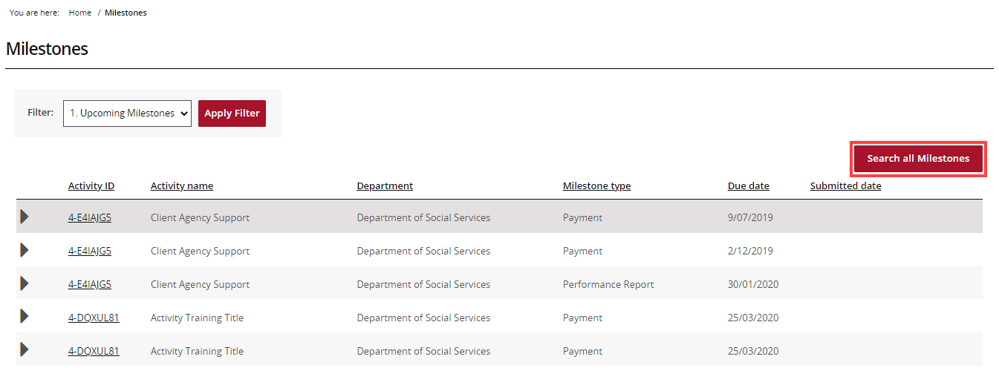 You are here: Home / Milestones
Milestones
Filter: 1. Upcoming Milestones Apply Filter
Search all Milestones
Activity ID Activity name Department Milestone type Due date Submitted date
4-E4IAJG5 Client Agency Support Department of Social Services Payment 9/07/2019
4-E4IAJG5 Client Agency Support Department of Social Services Payment 2/12/2019
4-E4IAJG5 Client Agency Support Department of Social Services Performance Report 30/01/2020
4-DQXUL81 Activity Training Title Department of Social Services Payment 25/03/2020
4-DQXUL81 Activity Training Title Department of Social Services Payment 25/03/2020